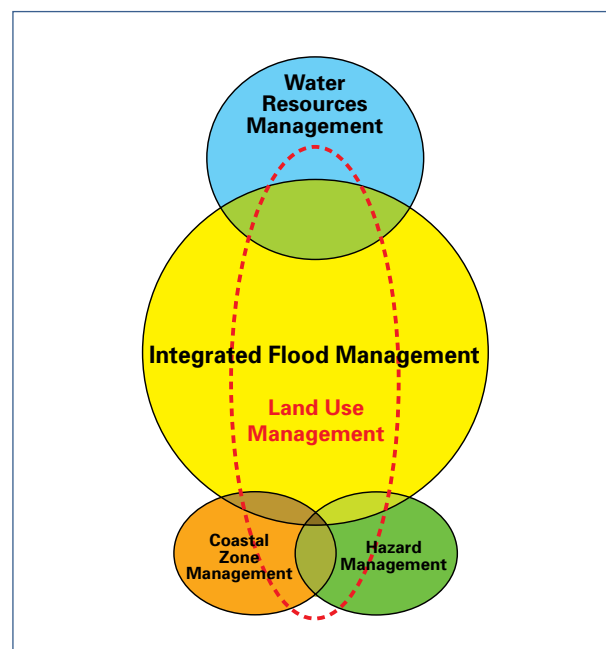 Water
Resources
Management
Integrated Flood Management
Land Use
Management
Coastal
Zone
Management
Hazard
Management